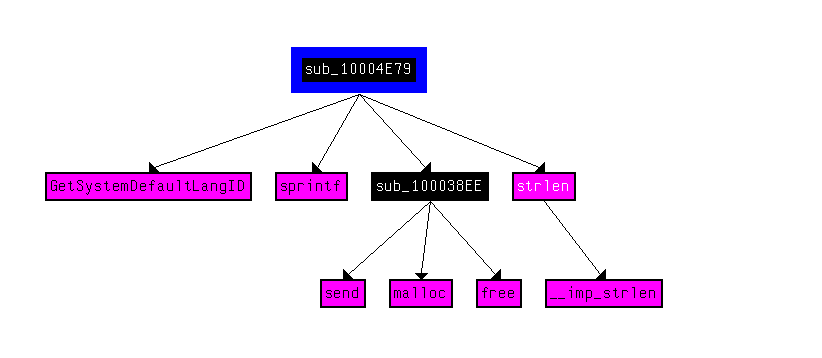 sub_10004E79
GetSystemDefaultLangID
sprintf
sub_100038EE
strlen
send
malloc
free
__imp_strlen